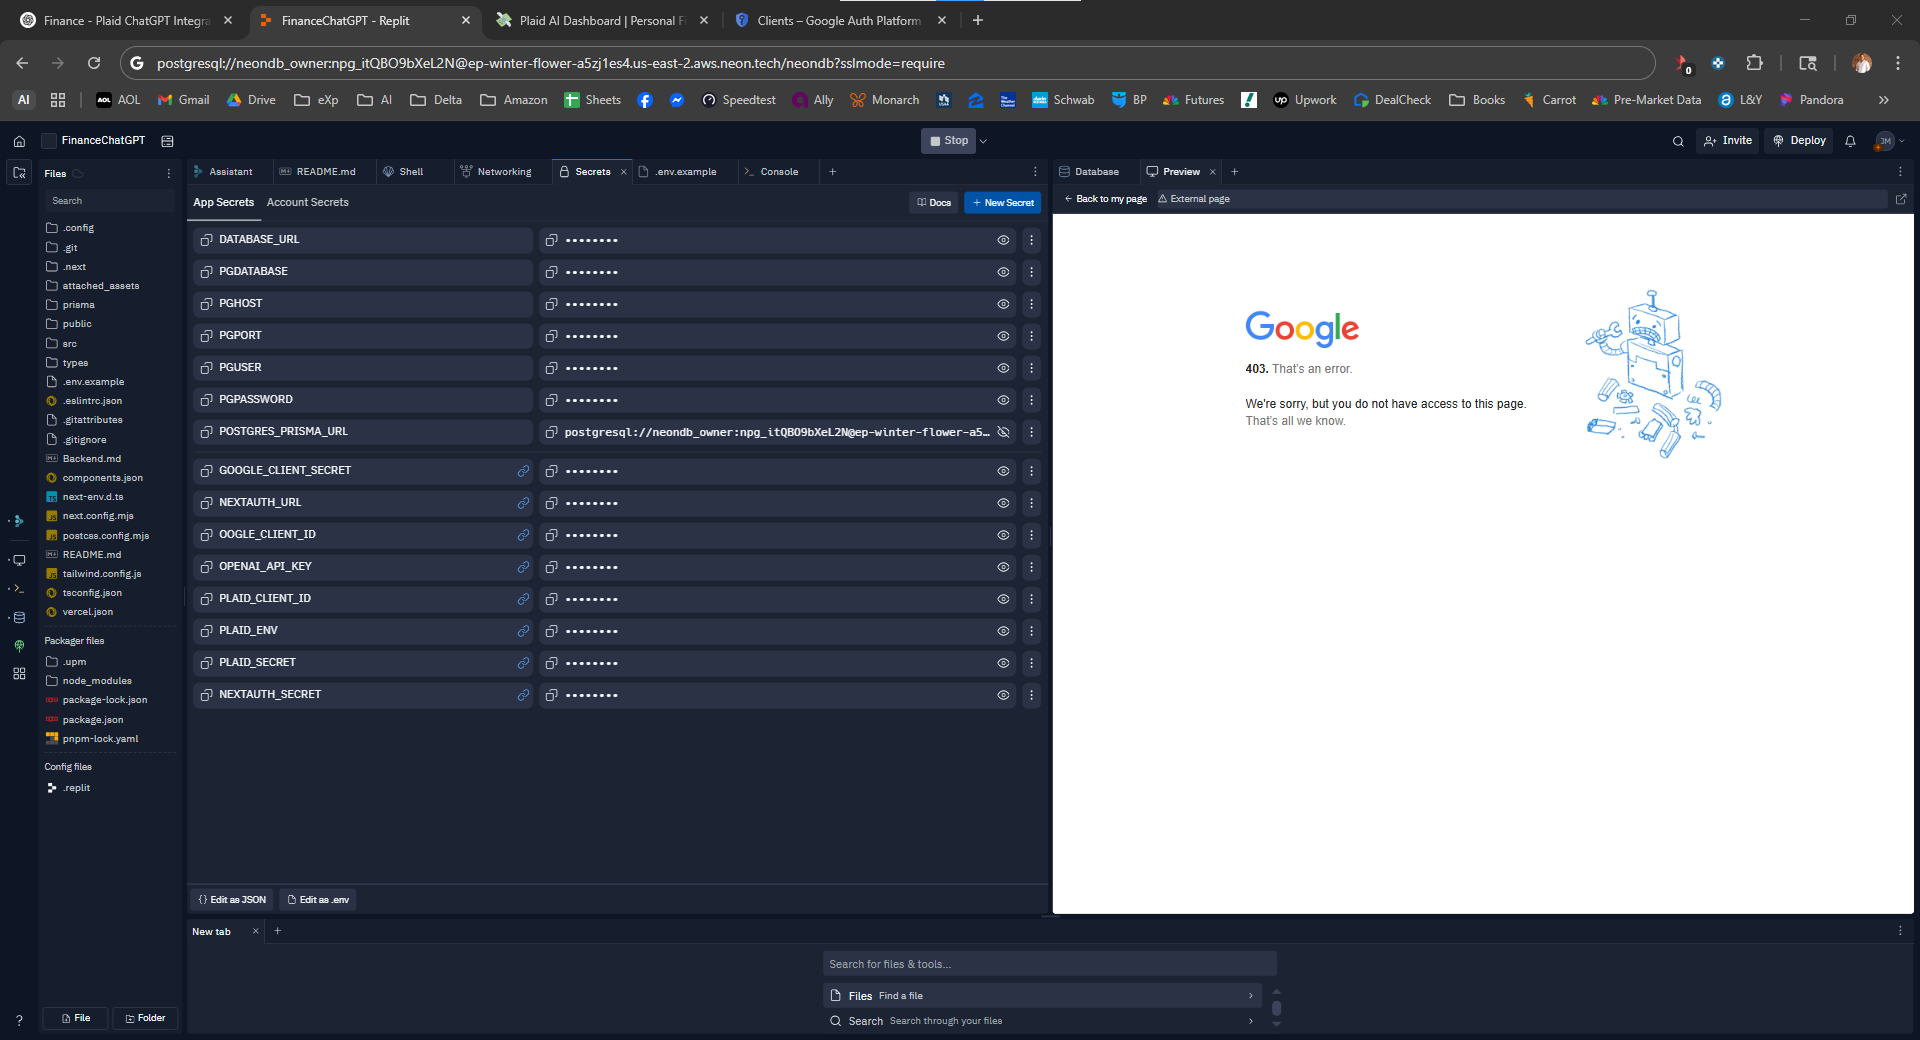 Finance - Plaid ChatGPT Integra
FinanceChatGPT - Replit
Plaid AI Dashboard | Personal F
Clients – Google Auth Platform
postgresql://neondb_owner:npg_itQBO9bXeL2N@ep-winter-flower-a5zj1es4.us-east-2.aws.neon.tech/neondb?sslmode=require
0
AI
AOL AOL
Gmail
Drive
eXp
AI
Delta
Amazon
Sheets
Speedtest
Ally
Monarch
Schwab
BP
Futures
up Upwork
DealCheck
Books
Carrot
Pre-Market Data
L&Y
Pandora
FinanceChatGPT
Stop
Invite
Deploy
JM
Files
Search
.config
.git
.next
attached_assets
prisma
public
src
types
.env.example
.eslintrc.json
.gitattributes
.gitignore
Backend.md
components.json
next-env.d.ts
next.config.mjs
postcss.config.mjs
README.md
tailwind.config.js
tsconfig.json
vercel.json
Packager files
.upm
node_modules
package-lock.json
package.json
pnpm-lock.yaml
Config files
.replit
File
Folder
Assistant
README.md
Shell
Networking
Secrets
.env.example
Console
App Secrets
Account Secrets
Docs
+ New Secret
DATABASE_URL ••••••••
PGDATABASE ••••••••
PGHOST ••••••••
PGPORT ••••••••
PGUSER ••••••••
PGPASSWORD ••••••••
POSTGRES_PRISMA_URL postgresql://neondb_owner:npg_itQBO9bXeL2N@ep-winter-flower-a5…
GOOGLE_CLIENT_SECRET ••••••••
NEXTAUTH_URL ••••••••
OOGLE_CLIENT_ID ••••••••
OPENAI_API_KEY ••••••••
PLAID_CLIENT_ID ••••••••
PLAID_ENV ••••••••
PLAID_SECRET ••••••••
NEXTAUTH_SECRET ••••••••
{} Edit as JSON
Edit as .env
New tab
Search for files & tools...
Files Find a file
Search Search through your files
Database
Preview
← Back to my page
External page
Google
403. That's an error.
We're sorry, but you do not have access to this page.
That's all we know.
?